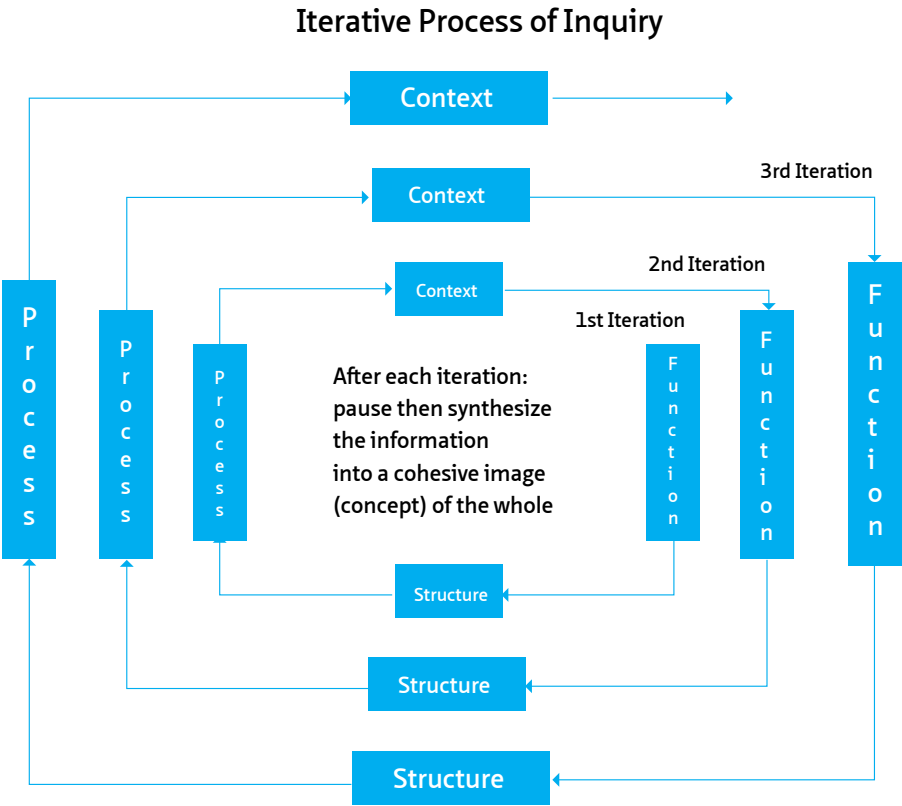 Iterative Process of Inquiry
Context
3rd Iteration
Context
2nd Iteration
Context
1st Iteration
Process
Process
Process
After each iteration:
pause then synthesize
the information
into a cohesive image
(concept) of the whole
Function
Function
Function
Structure
Structure
Structure